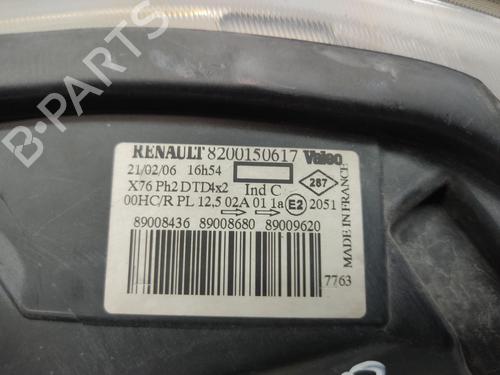 B-PARTS
RENAULT 8200150617 Valeo
21/02/06 16h54
X76 Ph2 DTD4x2 Ind C
287
00HC/R PL 12,5 02A 01 1a E2 2051
89008436 89008680 89009620
7763
MADE IN FRANCE